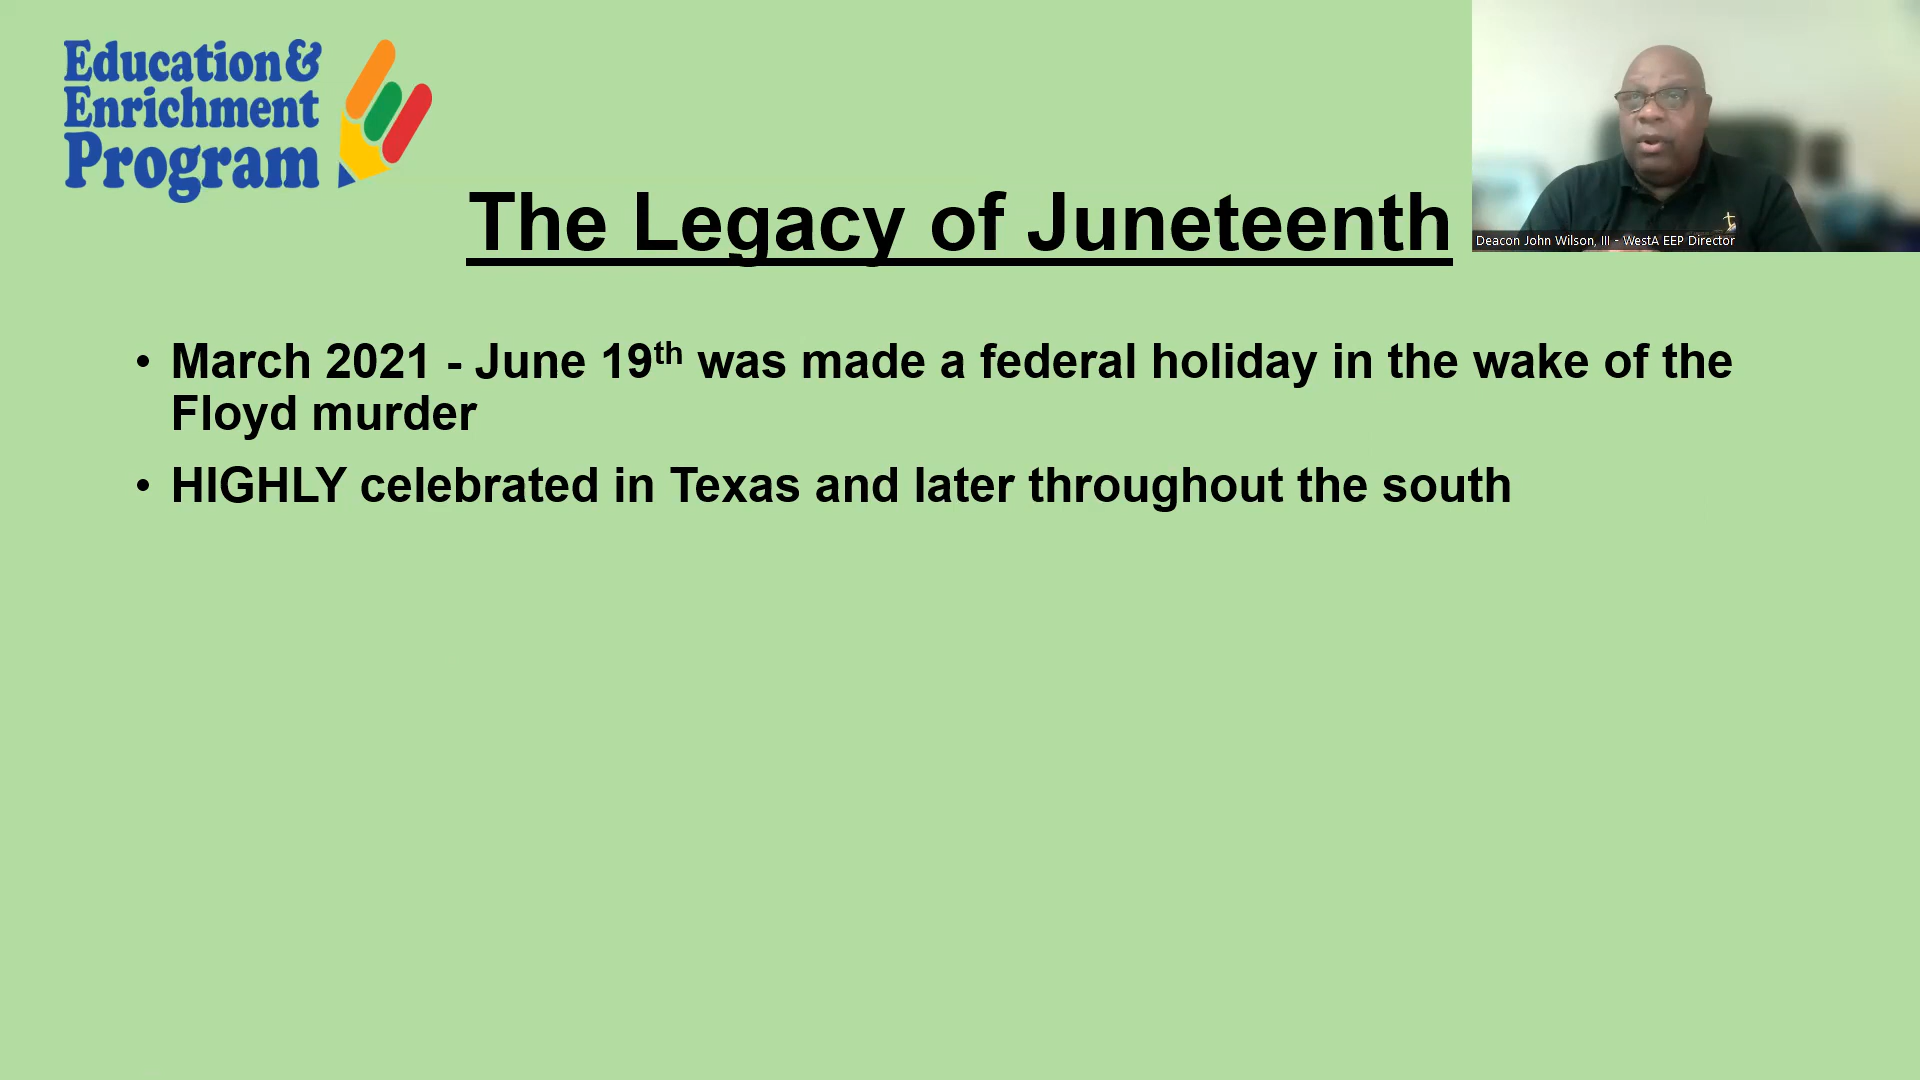 Education &
Enrichment
Program
The Legacy of Juneteenth
Deacon John Wilson, III - WestA EEP Director
• March 2021 - June 19th was made a federal holiday in the wake of the
Floyd murder
• HIGHLY celebrated in Texas and later throughout the south